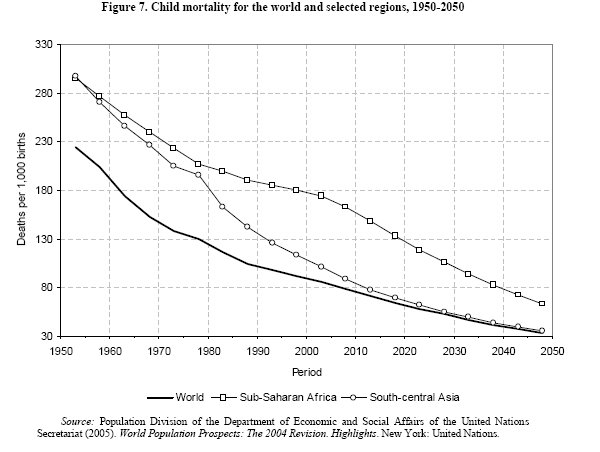 Figure 7. Child mortality for the world and selected regions, 1950-2050
330
280
230
180
130
80
30
Deaths per 1,000 births
1950 1960 1970 1980 1990 2000 2010 2020 2030 2040 2050
Period
World Sub-Saharan Africa South-central Asia
Source: Population Division of the Department of Economic and Social Affairs of the United Nations
Secretariat (2005). World Population Prospects: The 2004 Revision. Highlights. New York: United Nations.